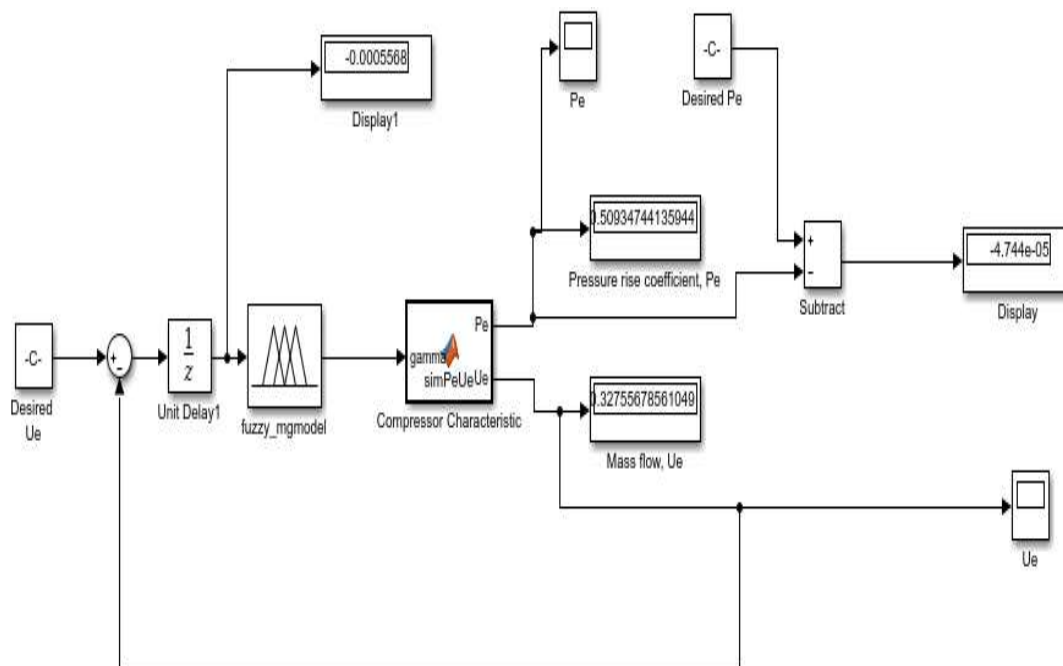 -0.0005568
Display1
Pe
-C-
Desired Pe
0.50934744135944
Pressure rise coefficient, Pe
+
−
Subtract
-4.744e-05
Display
-C-
Desired
Ue
+
−
1
z
Unit Delay1
fuzzy_mgmodel
Pe
gamma
simPeUe
Ue
Compressor Characteristic
0.32755678561049
Mass flow, Ue
Ue